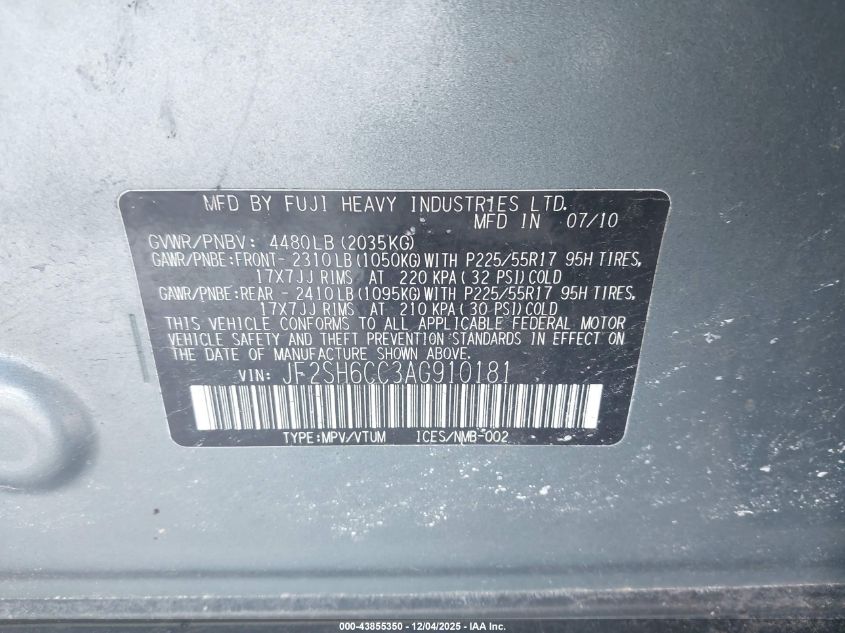 MFD BY FUJI HEAVY INDUSTRIES LTD.
MFD IN 07/10
GVWR/PNBV: 4480LB (2035KG)
GAWR/PNBE:FRONT- 2310LB (1050KG) WITH P225/55R17 95H TIRES,
17X7JJ RIMS AT 220 KPA ( 32 PSI) COLD
GAWR/PNBE:REAR - 2410LB (1095KG) WITH P225/55R17 95H TIRES,
17X7JJ RIMS AT 210 KPA ( 30 PSI) COLD
THIS VEHICLE CONFORMS TO ALL APPLICABLE FEDERAL MOTOR
VEHICLE SAFETY AND THEFT PREVENTION STANDARDS IN EFFECT ON
THE DATE OF MANUFACTURE SHOWN ABOVE.
VIN: JF2SH6CC3AG910181
TYPE:MPV/VTUM ICES/NMB-002
000-43855350 - 12/04/2025 - IAA Inc.